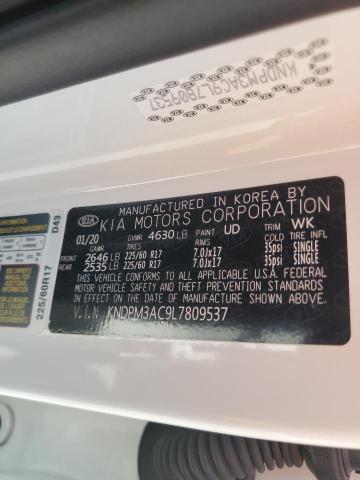 KNDPM3AC9L7809537
D43
225/60R17
KIA MANUFACTURED IN KOREA BY
KIA MOTORS CORPORATION
01/20 GVWR 4630 LB PAINT UD TRIM WK
GAWR TIRES RIMS COLD TIRE INFL
FRONT 2646 LB 225/60 R17 7.0Jx17 35psi SINGLE
REAR 2535 LB 225/60 R17 7.0Jx17 35psi SINGLE
THIS VEHICLE CONFORMS TO ALL APPLICABLE U.S.A. FEDERAL
MOTOR VEHICLE SAFETY AND THEFT PREVENTION STANDARDS
IN EFFECT ON THE DATE OF MANUFACTURE SHOWN ABOVE.
V.I.N KNDPM3AC9L7809537